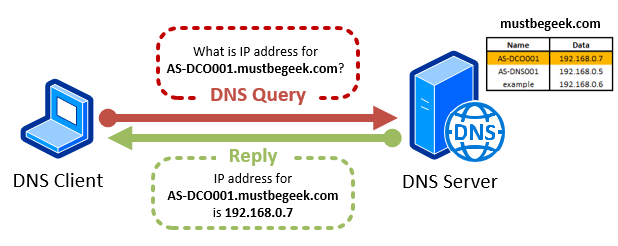 mustbegeek.com
Name Data
AS-DCO001 192.168.0.7
AS-DNS001 192.168.0.5
example 192.168.0.6
What is IP address for
AS-DCO001.mustbegeek.com?
DNS Query
DNS
Reply
IP address for
AS-DCO001.mustbegeek.com
is 192.168.0.7
DNS Client
DNS Server